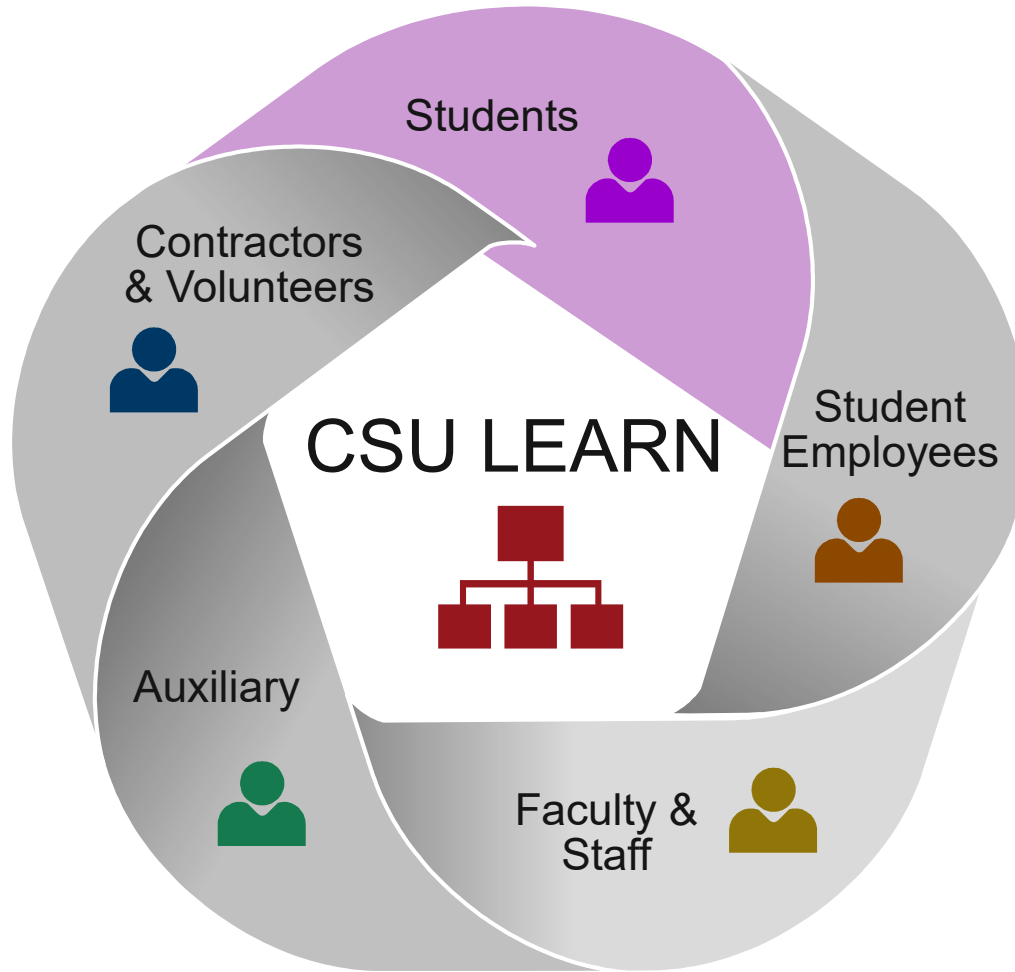 Students
Contractors
& Volunteers
CSU LEARN
Student
Employees
Auxiliary
Faculty &
Staff